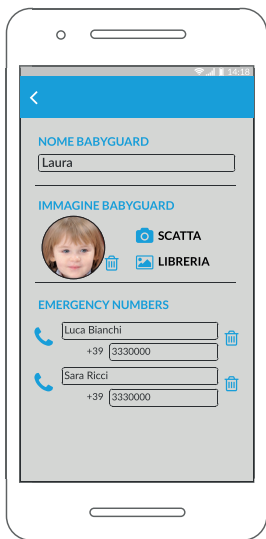 14:18
NOME BABYGUARD
Laura
IMMAGINE BABYGUARD
SCATTA
LIBRERIA
EMERGENCY NUMBERS
Luca Bianchi
+39 3330000
Sara Ricci
+39 3330000